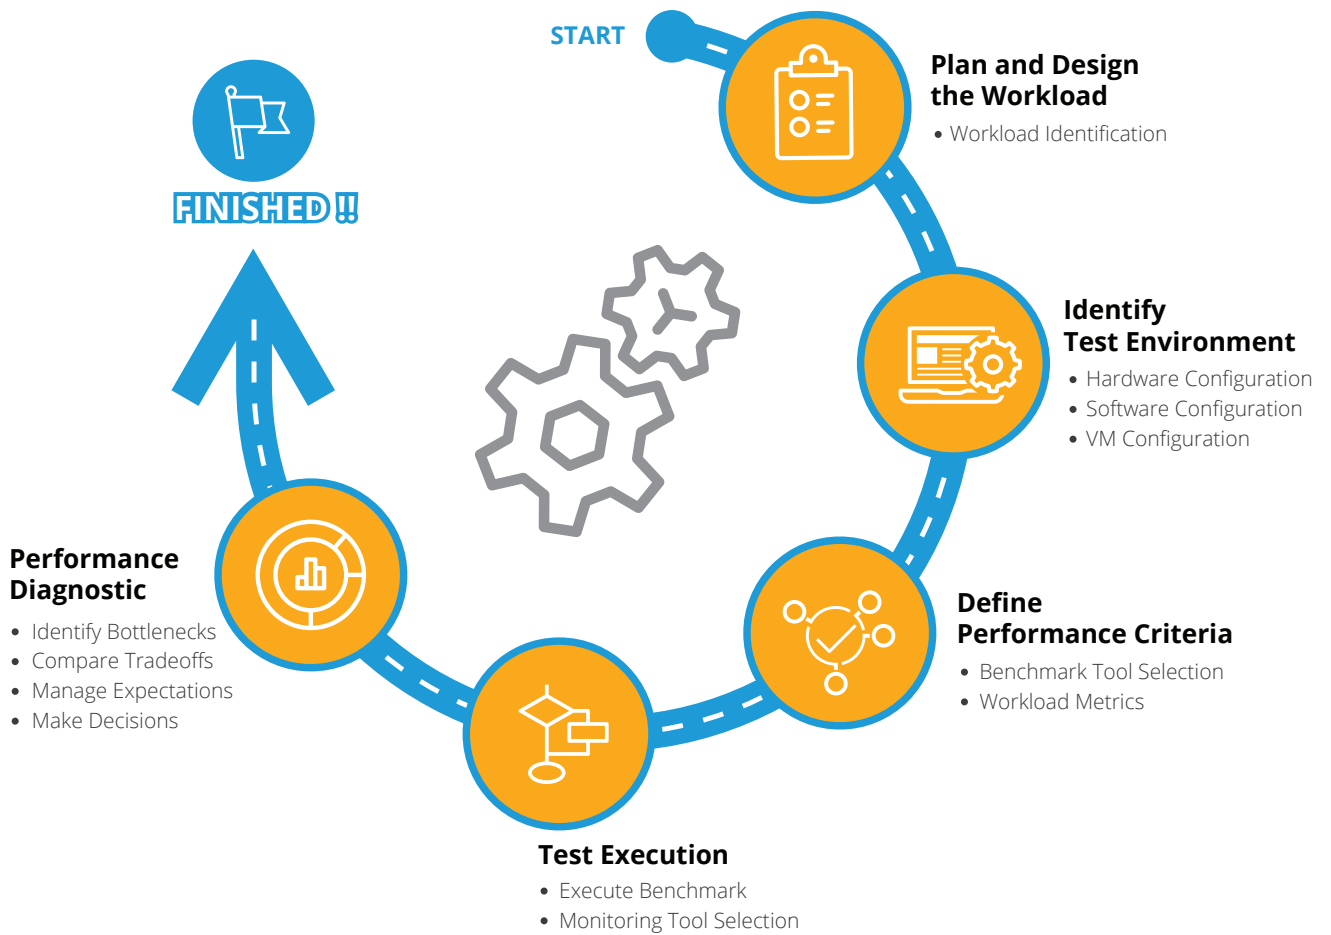 START
Plan and Design
the Workload
• Workload Identification
Identify
Test Environment
• Hardware Configuration
• Software Configuration
• VM Configuration
Define
Performance Criteria
• Benchmark Tool Selection
• Workload Metrics
Test Execution
• Execute Benchmark
• Monitoring Tool Selection
Performance
Diagnostic
• Identify Bottlenecks
• Compare Tradeoffs
• Manage Expectations
• Make Decisions
FINISHED !!